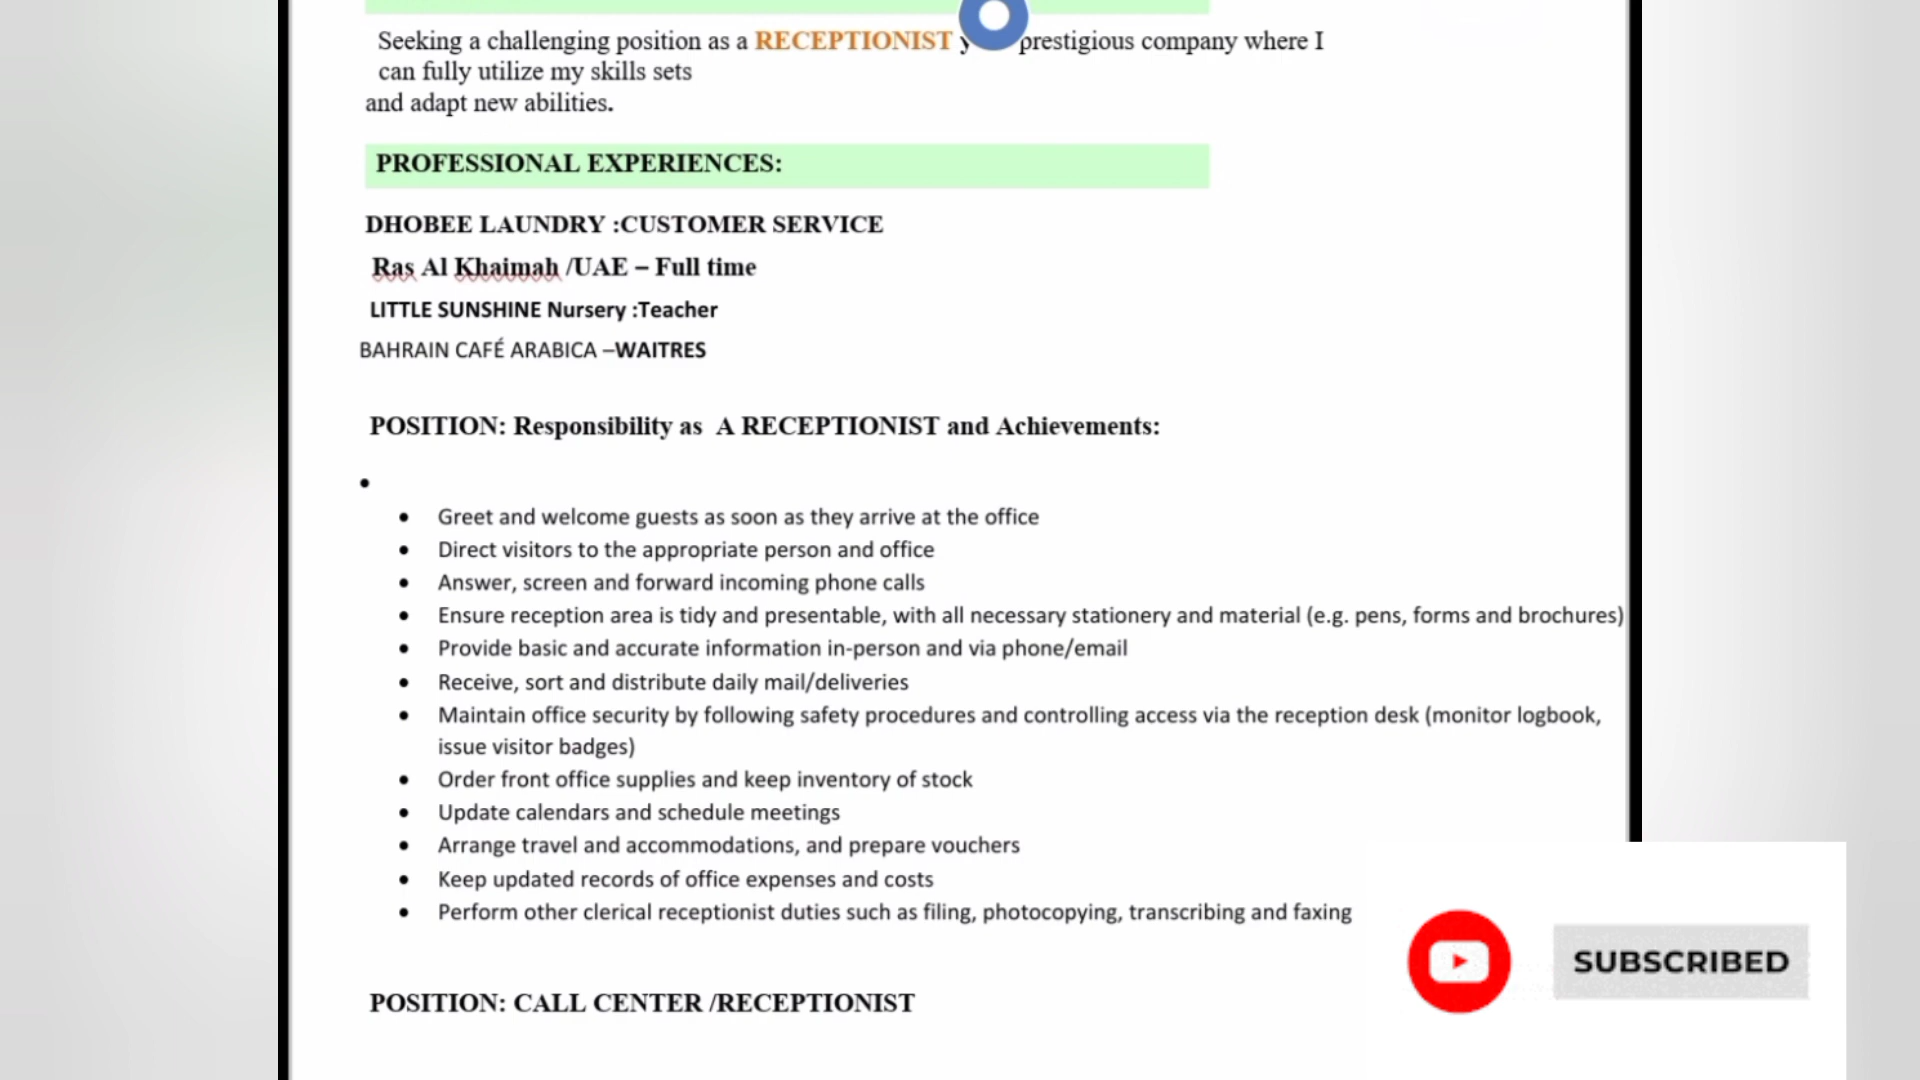 Seeking a challenging position as a RECEPTIONIST prestigious company where I
can fully utilize my skills sets
and adapt new abilities.
PROFESSIONAL EXPERIENCES:
DHOBEE LAUNDRY :CUSTOMER SERVICE
Ras Al Khaimah /UAE – Full time
LITTLE SUNSHINE Nursery :Teacher
BAHRAIN CAFÉ ARABICA –WAITRES
POSITION: Responsibility as A RECEPTIONIST and Achievements:
•
• Greet and welcome guests as soon as they arrive at the office
• Direct visitors to the appropriate person and office
• Answer, screen and forward incoming phone calls
• Ensure reception area is tidy and presentable, with all necessary stationery and material (e.g. pens, forms and brochures)
• Provide basic and accurate information in-person and via phone/email
• Receive, sort and distribute daily mail/deliveries
• Maintain office security by following safety procedures and controlling access via the reception desk (monitor logbook,
issue visitor badges)
• Order front office supplies and keep inventory of stock
• Update calendars and schedule meetings
• Arrange travel and accommodations, and prepare vouchers
• Keep updated records of office expenses and costs
• Perform other clerical receptionist duties such as filing, photocopying, transcribing and faxing
SUBSCRIBED
POSITION: CALL CENTER /RECEPTIONIST